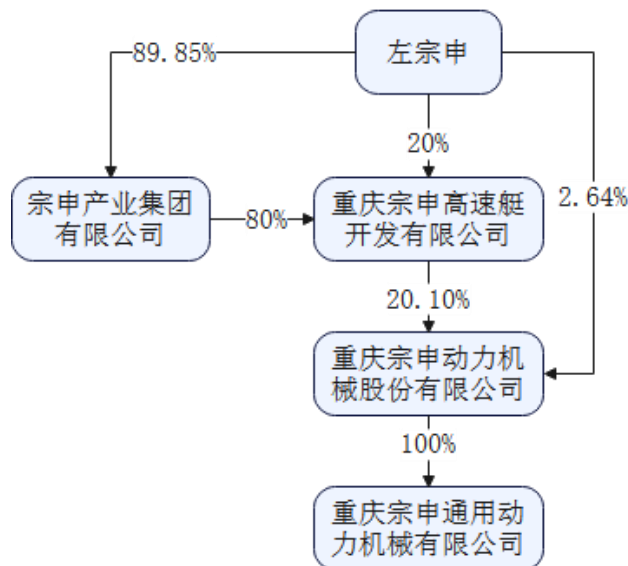 左宗申
89.85%
20%
2.64%
宗申产业集团
有限公司
80%
重庆宗申高速艇
开发有限公司
20.10%
重庆宗申动力机
械股份有限公司
100%
重庆宗申通用动
力机械有限公司